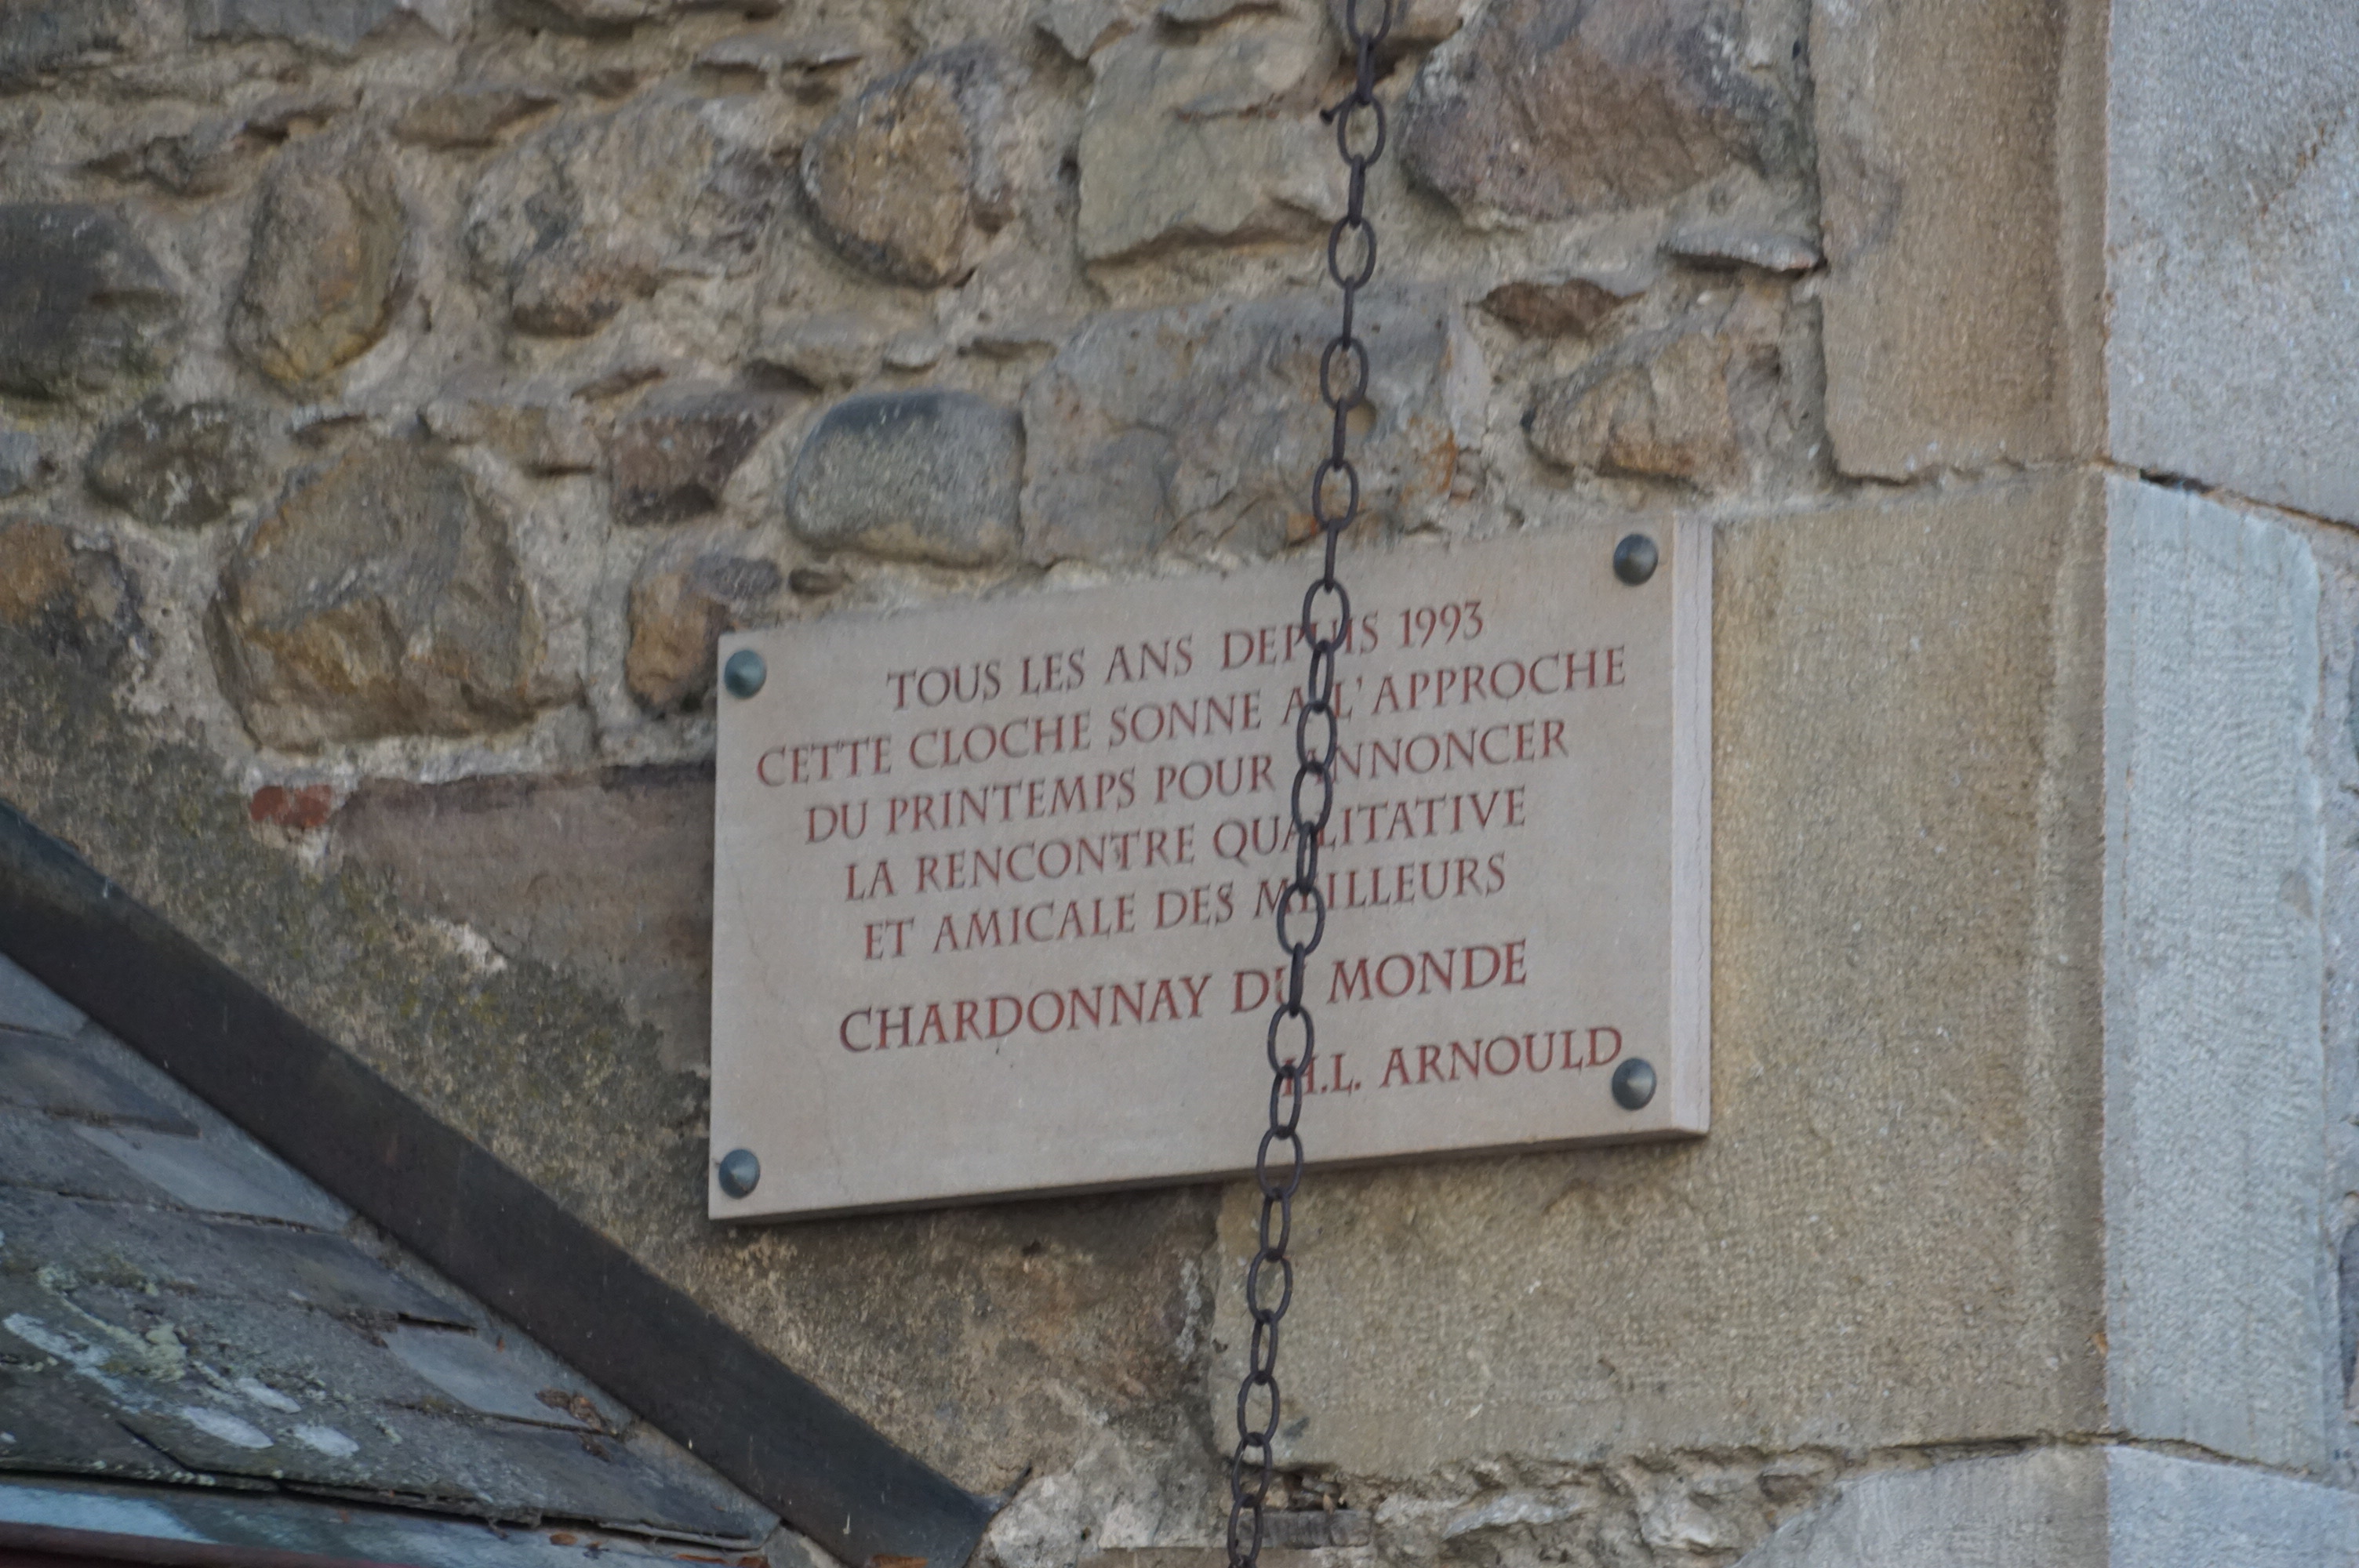 TOUS LES ANS DEPUIS 1993
CETTE CLOCHE SONNE A L'APPROCHE
DU PRINTEMPS POUR ANNONCER
LA RENCONTRE QUALITATIVE
ET AMICALE DES MEILLEURS
CHARDONNAY DU MONDE
H.L. ARNOULD